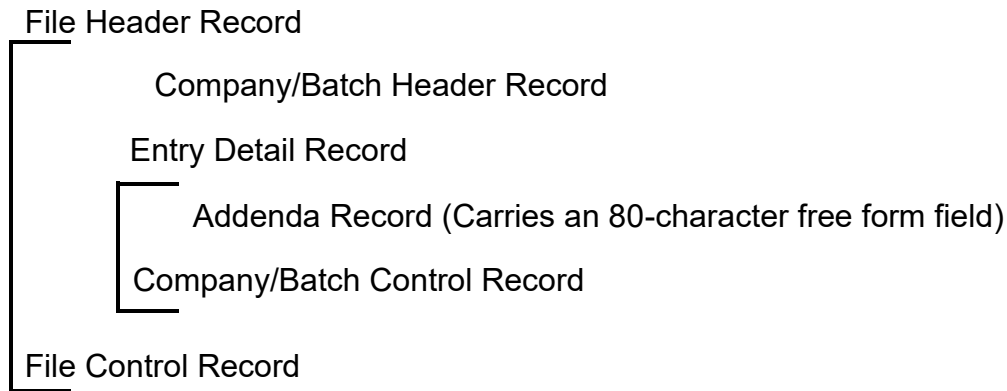 File Header Record
Company/Batch Header Record
Entry Detail Record
Addenda Record (Carries an 80-character free form field)
Company/Batch Control Record
File Control Record